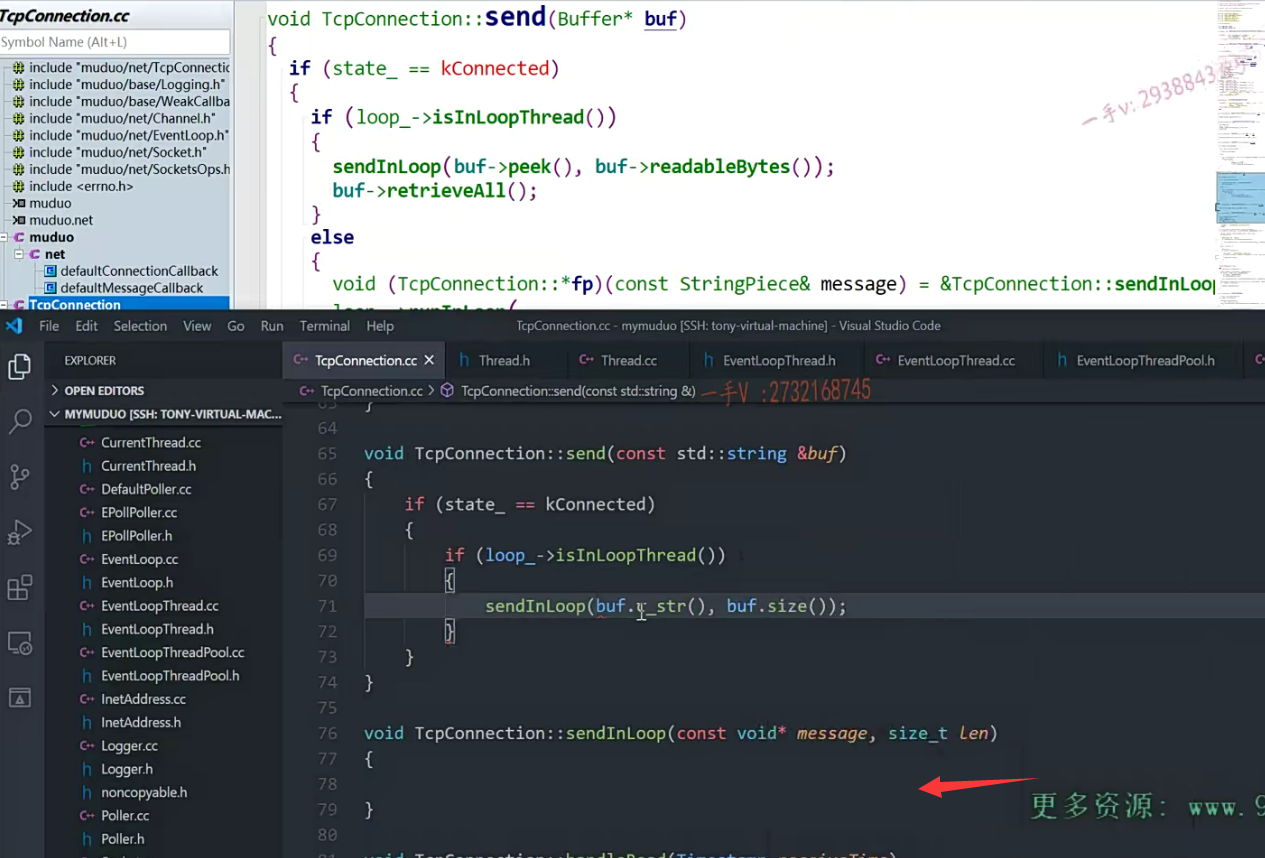 TcpConnection.cc
Symbol Name (Alt+L)
include "muduo/net/TcpConnectio
include "muduo/base/Logging.h"
include "muduo/base/WeakCallba
include "muduo/net/Channel.h"
include "muduo/net/EventLoop.h"
include "muduo/net/Socket.h"
include "muduo/net/SocketsOps.h
include <errno.h>
muduo
muduo.net
muduo
net
defaultConnectionCallback
defaultMessageCallback
TcpConnection
void TcpConnection::send(Buffer* buf)
{
if (state_ == kConnected)
{
if (loop_->isInLoopThread())
{
sendInLoop(buf->peek(), buf->readableBytes());
buf->retrieveAll();
}
else
{
void (TcpConnection::*fp)(const StringPiece& message) = &TcpConnection::sendInLoop
一手v: 2938843
File Edit Selection View Go Run Terminal Help
TcpConnection.cc - mymuduo [SSH: tony-virtual-machine] - Visual Studio Code
EXPLORER
OPEN EDITORS
MYMUDUO [SSH: TONY-VIRTUAL-MAC...
CurrentThread.cc
CurrentThread.h
DefaultPoller.cc
EPollPoller.cc
EPollPoller.h
EventLoop.cc
EventLoop.h
EventLoopThread.cc
EventLoopThread.h
EventLoopThreadPool.cc
EventLoopThreadPool.h
InetAddress.cc
InetAddress.h
Logger.cc
Logger.h
noncopyable.h
Poller.cc
Poller.h
TcpConnection.cc Thread.h Thread.cc EventLoopThread.h EventLoopThread.cc EventLoopThreadPool.h
TcpConnection.cc > TcpConnection::send(const std::string &)
一手V :2732168745
63 }
64
65 void TcpConnection::send(const std::string &buf)
66 {
67 if (state_ == kConnected)
68 {
69 if (loop_->isInLoopThread())
70 {
71 sendInLoop(buf.c_str(), buf.size());
72 }
73 }
74 }
75
76 void TcpConnection::sendInLoop(const void* message, size_t len)
77 {
78
79 }
80
更多资源: www.9